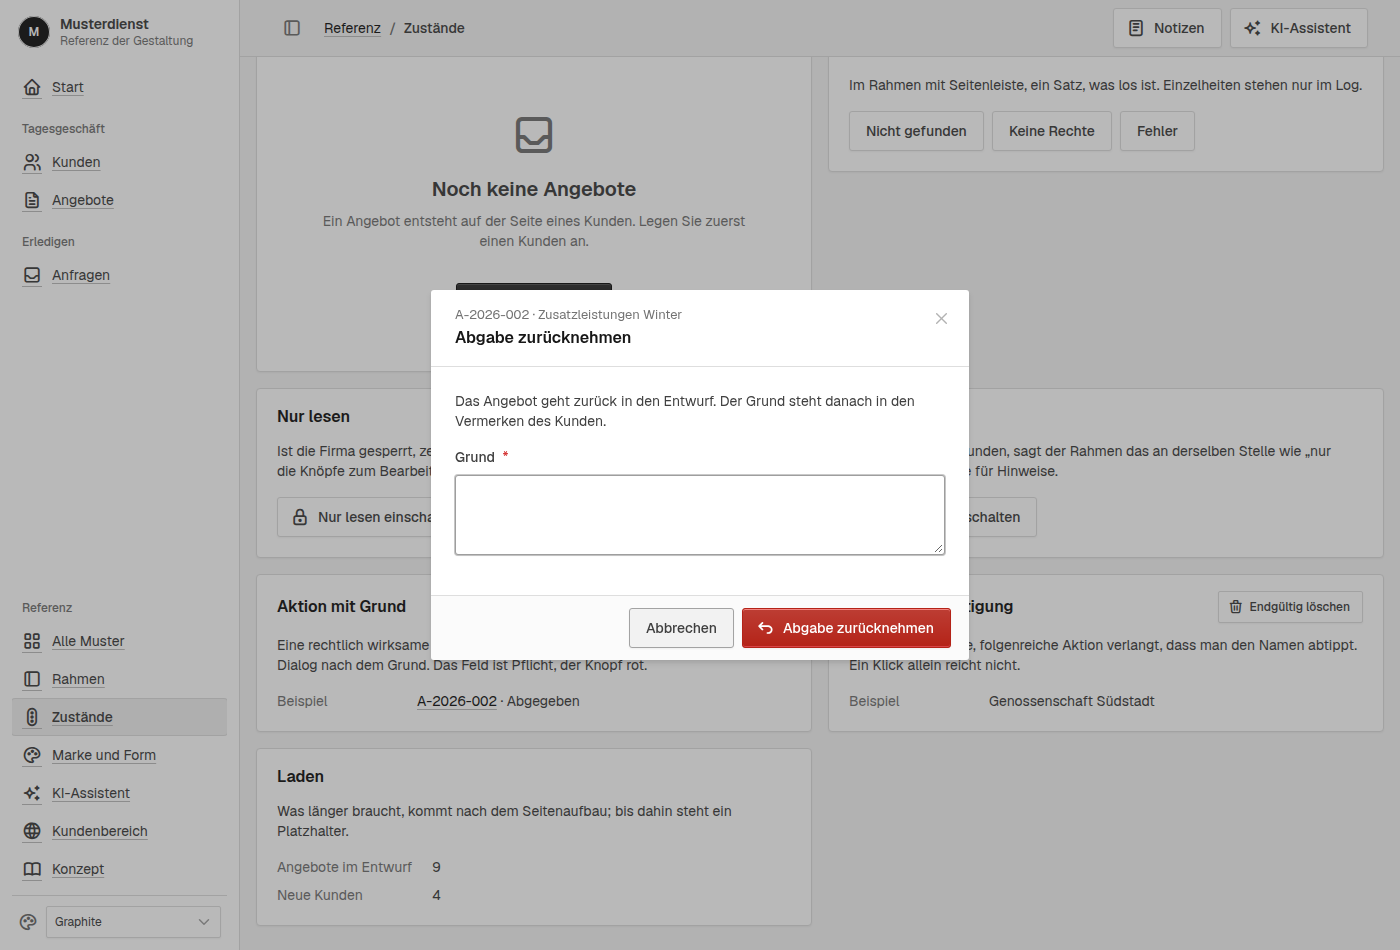 M
Musterdienst
Referenz der Gestaltung
Start
Tagesgeschäft
Kunden
Angebote
Erledigen
Anfragen
Referenz
Alle Muster
Rahmen
Zustände
Marke und Form
KI-Assistent
Kundenbereich
Konzept
Graphite
Referenz / Zustände
Notizen
KI-Assistent
Noch keine Angebote
Ein Angebot entsteht auf der Seite eines Kunden. Legen Sie zuerst
einen Kunden an.
Im Rahmen mit Seitenleiste, ein Satz, was los ist. Einzelheiten stehen nur im Log.
Nicht gefunden
Keine Rechte
Fehler
A-2026-002 · Zusatzleistungen Winter
Abgabe zurücknehmen
Das Angebot geht zurück in den Entwurf. Der Grund steht danach in den
Vermerken des Kunden.
Grund *
Abbrechen
Abgabe zurücknehmen
Nur lesen
Ist die Firma gesperrt,
die Knöpfe zum
Nur lesen
sagt der Rahmen das an derselben Stelle wie „nur
für Hinweise.
Aktion mit Grund
Eine rechtlich wirksame
Dialog nach dem Grund. Das Feld ist Pflicht, der Knopf rot.
Beispiel
A-2026-002 · Abgegeben
Endgültig löschen
folgenreiche Aktion verlangt, dass man den Namen abtippt.
Ein Klick allein reicht nicht.
Beispiel
Genossenschaft Südstadt
Laden
Was länger braucht, kommt nach dem Seitenaufbau; bis dahin steht ein
Platzhalter.
Angebote im Entwurf 9
Neue Kunden 4